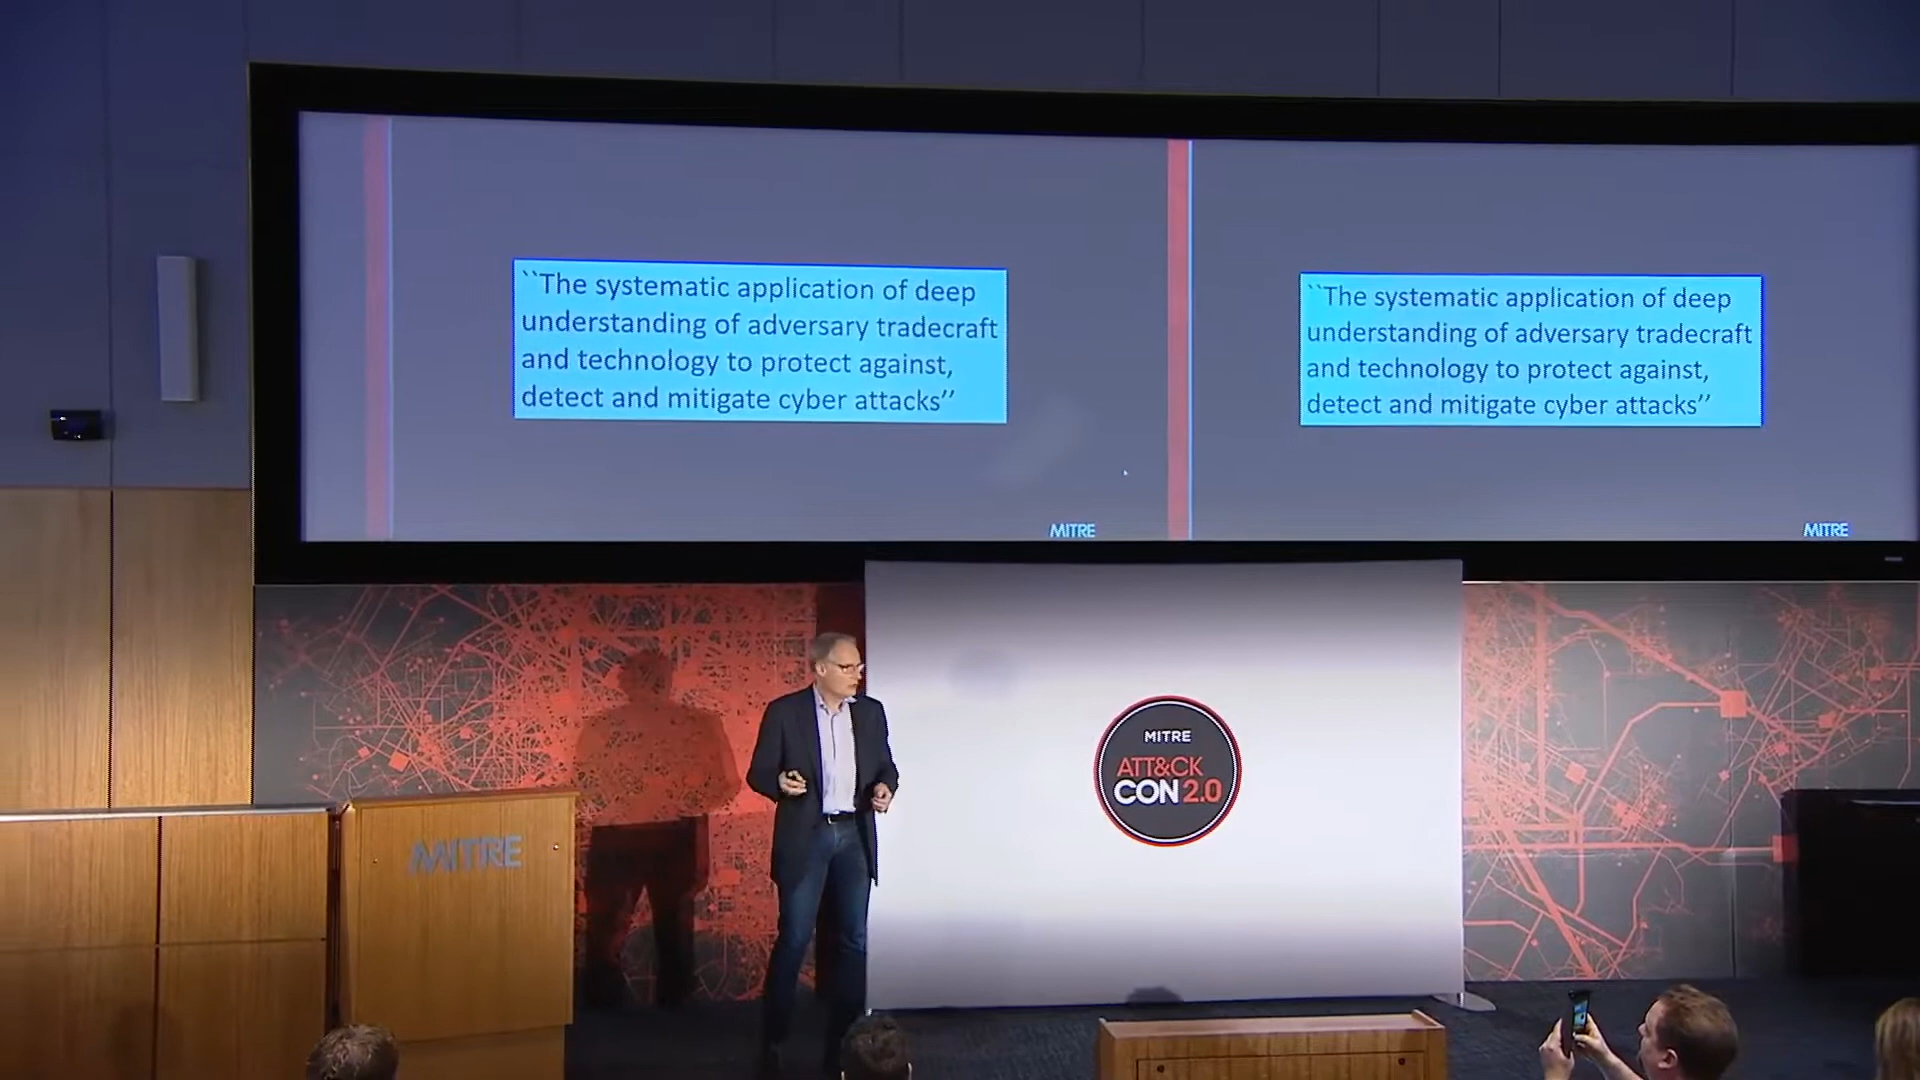 ``The systematic application of deep
understanding of adversary tradecraft
and technology to protect against,
detect and mitigate cyber attacks’’
MITRE
``The systematic application of deep
understanding of adversary tradecraft
and technology to protect against,
detect and mitigate cyber attacks’’
MITRE
MITRE
ATT&CK
CON 2.0
MITRE